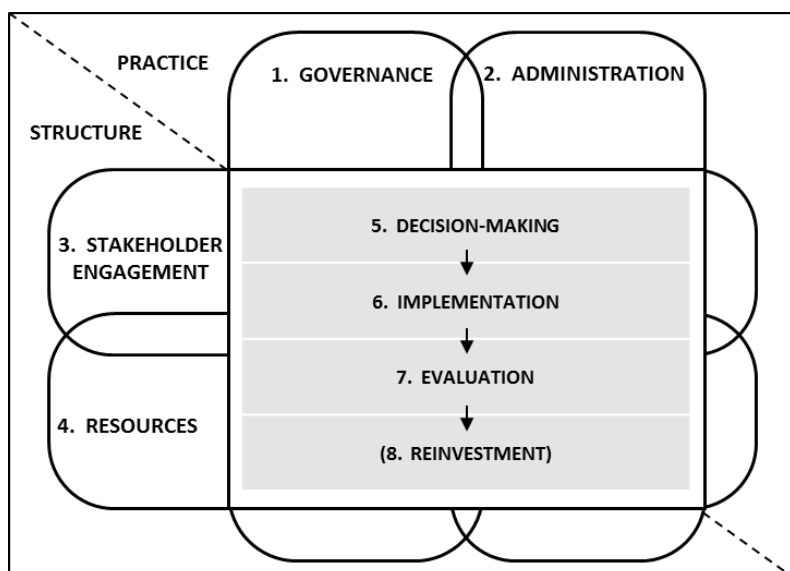 PRACTICE
STRUCTURE
1. GOVERNANCE
2. ADMINISTRATION
3. STAKEHOLDER
ENGAGEMENT
4. RESOURCES
5. DECISION-MAKING
6. IMPLEMENTATION
7. EVALUATION
(8. REINVESTMENT)